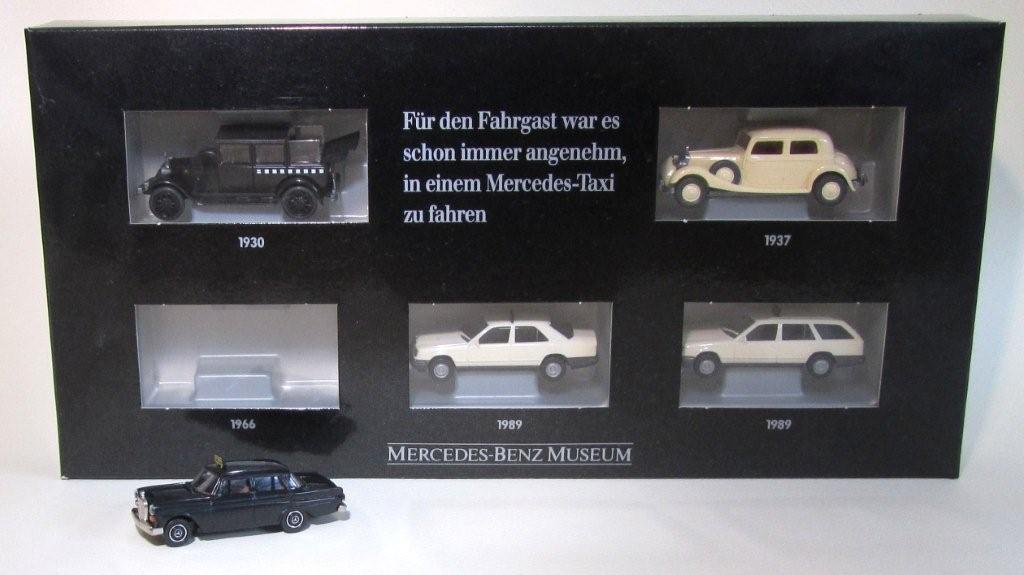 Für den Fahrgast war es
schon immer angenehm,
in einem Mercedes-Taxi
zu fahren
1930
1937
1966
1989
1989
MERCEDES-BENZ MUSEUM